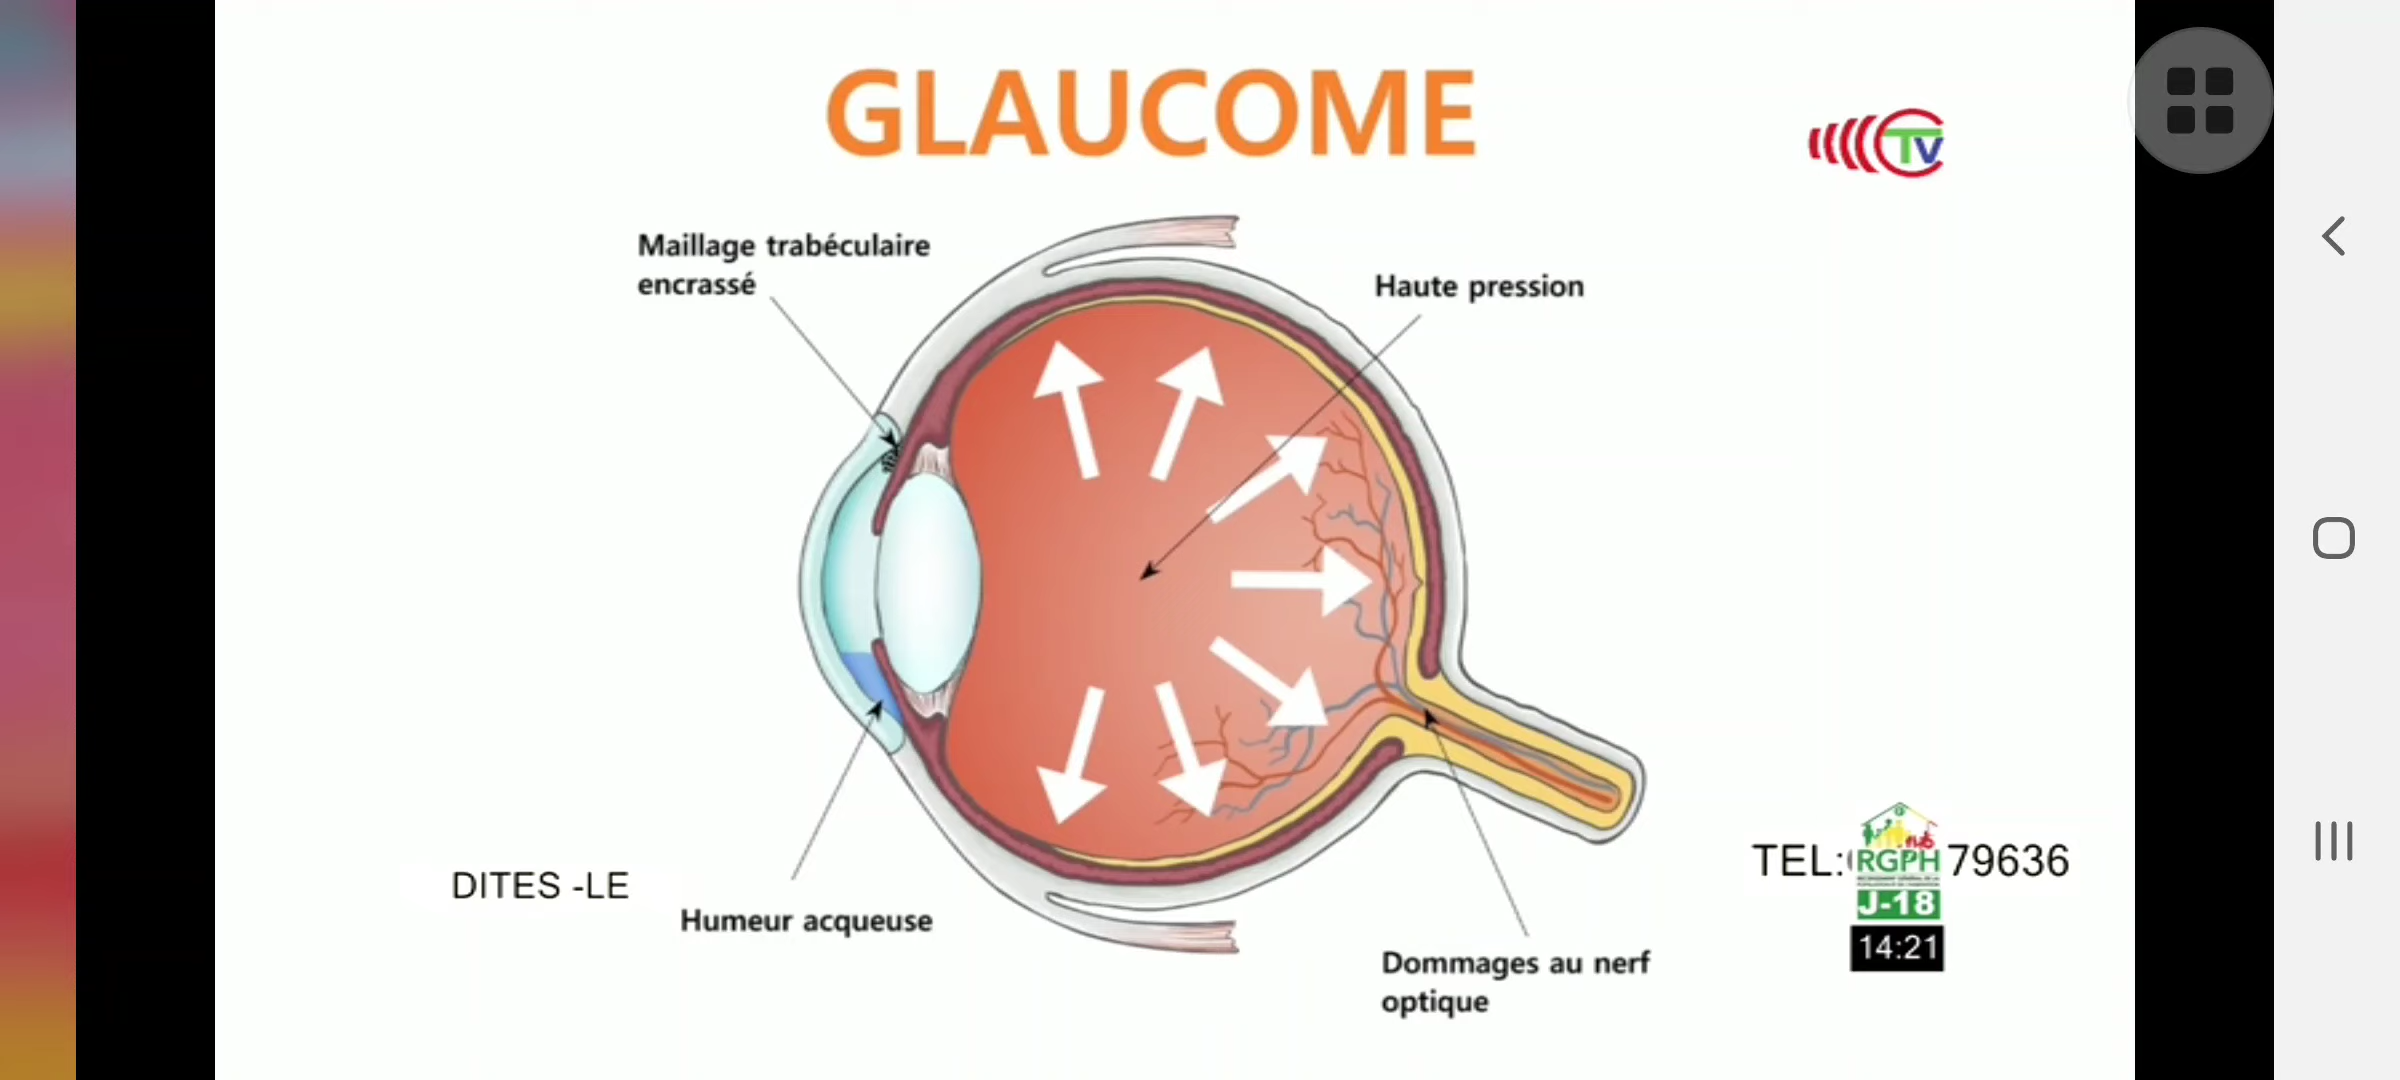 GLAUCOME
TV
Maillage trabéculaire
encrassé
Haute pression
DITES -LE
Humeur acqueuse
Dommages au nerf
optique
TEL: 79636
RGPH
J-18
14:21